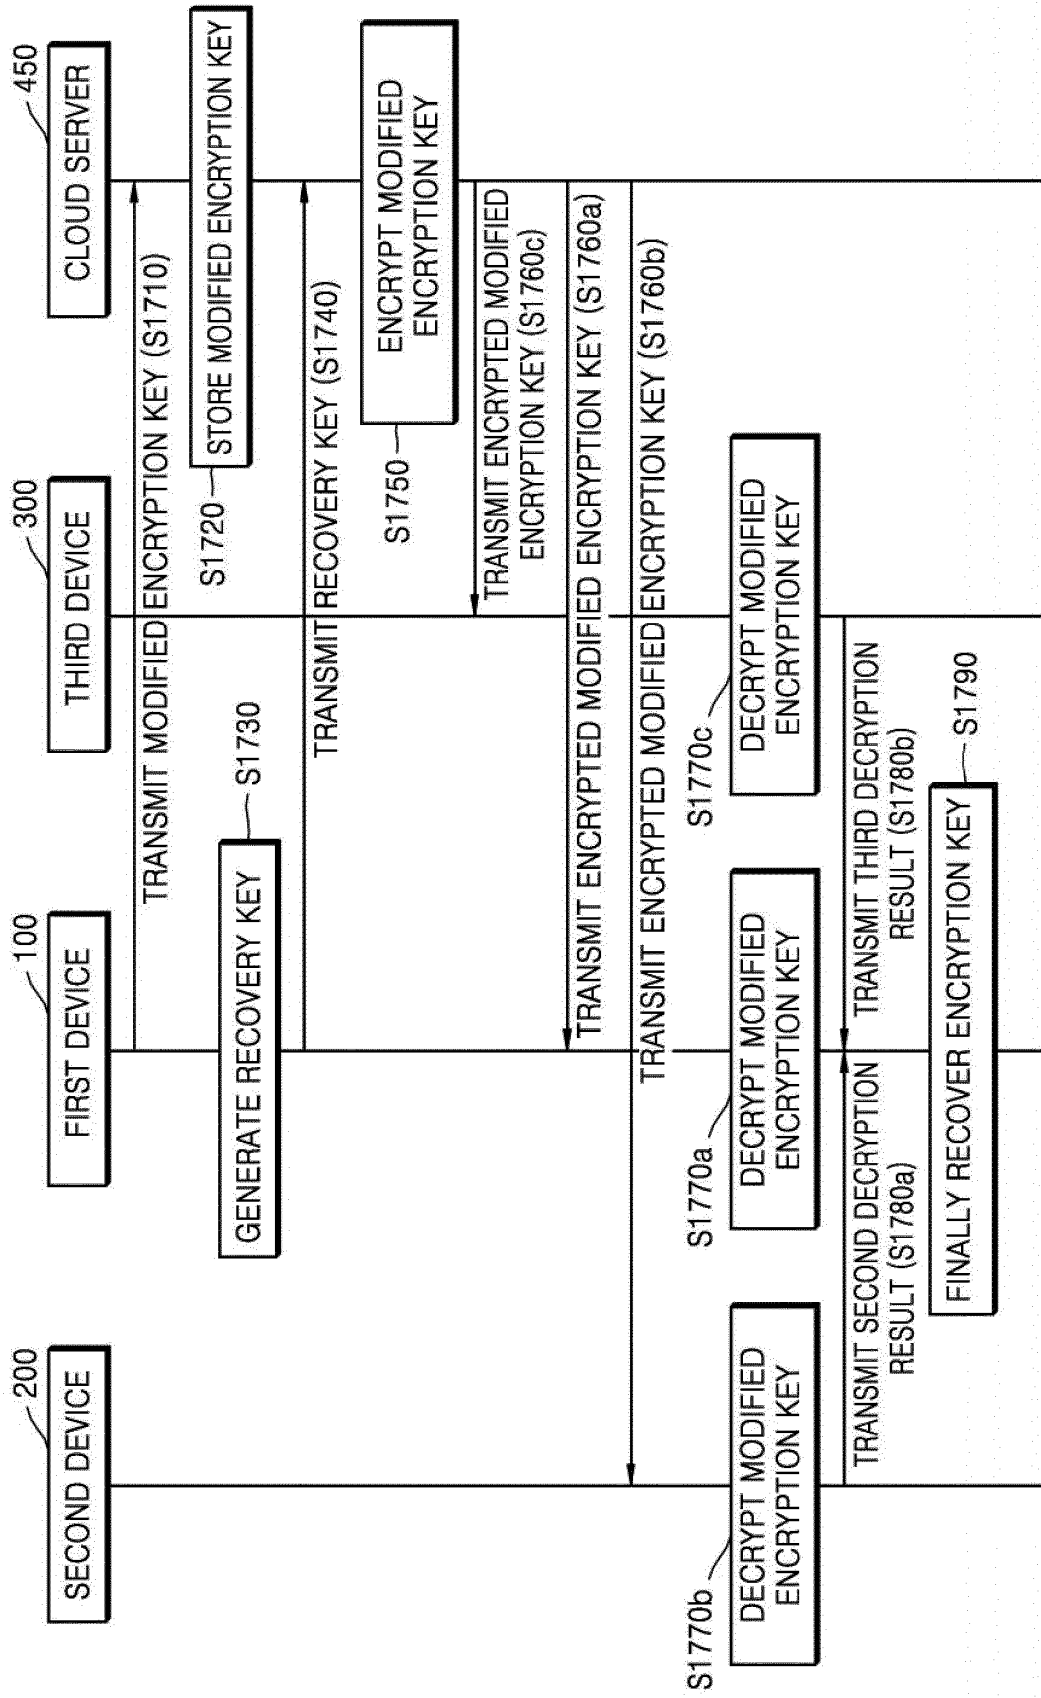 200
SECOND DEVICE
100
FIRST DEVICE
300
THIRD DEVICE
450
CLOUD SERVER
TRANSMIT MODIFIED ENCRYPTION KEY (S1710)
S1720
STORE MODIFIED ENCRYPTION KEY
GENERATE RECOVERY KEY
S1730
TRANSMIT RECOVERY KEY (S1740)
ENCRYPT MODIFIED
ENCRYPTION KEY
S1750
TRANSMIT ENCRYPTED MODIFIED
ENCRYPTION KEY (S1760c)
TRANSMIT ENCRYPTED MODIFIED ENCRYPTION KEY (S1760a)
TRANSMIT ENCRYPTED MODIFIED ENCRYPTION KEY (S1760b)
S1770b
DECRYPT MODIFIED
ENCRYPTION KEY
S1770a
DECRYPT MODIFIED
ENCRYPTION KEY
S1770c
DECRYPT MODIFIED
ENCRYPTION KEY
TRANSMIT SECOND DECRYPTION
RESULT (S1780a)
TRANSMIT THIRD DECRYPTION
RESULT (S1780b)
FINALLY RECOVER ENCRYPTION KEY
S1790